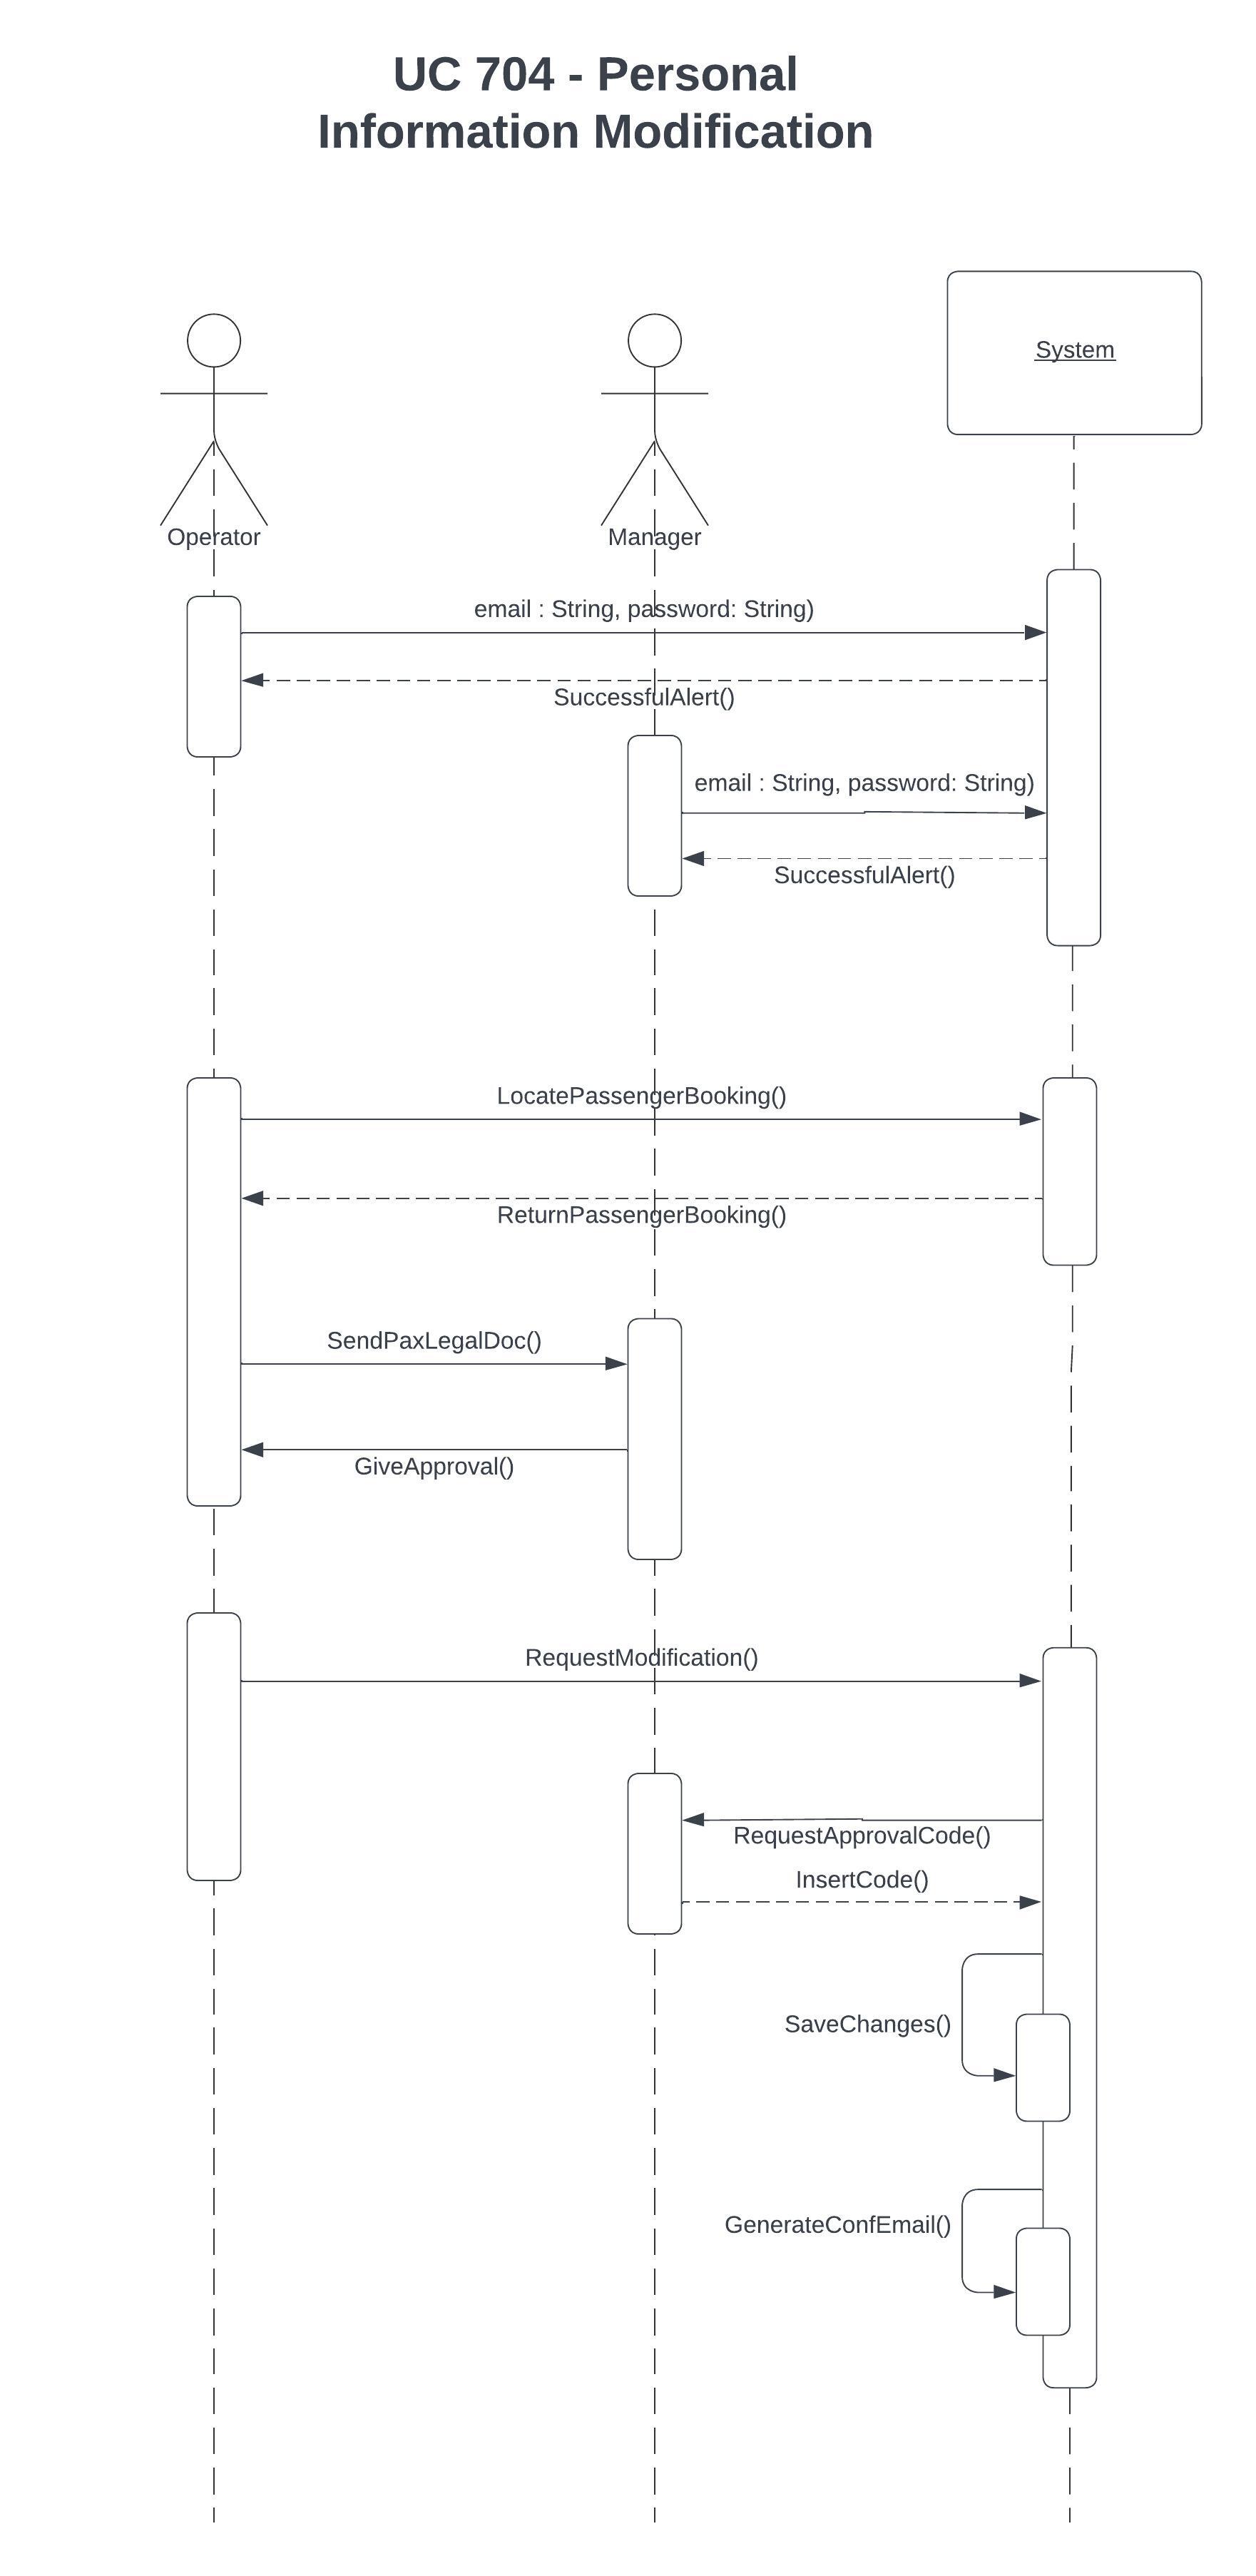 UC 704 - Personal
Information Modification
System
Operator
Manager
email : String, password: String)
SuccessfulAlert()
email : String, password: String)
SuccessfulAlert()
LocatePassengerBooking()
ReturnPassengerBooking()
SendPaxLegalDoc()
GiveApproval()
RequestModification()
RequestApprovalCode()
InsertCode()
SaveChanges()
GenerateConfEmail()